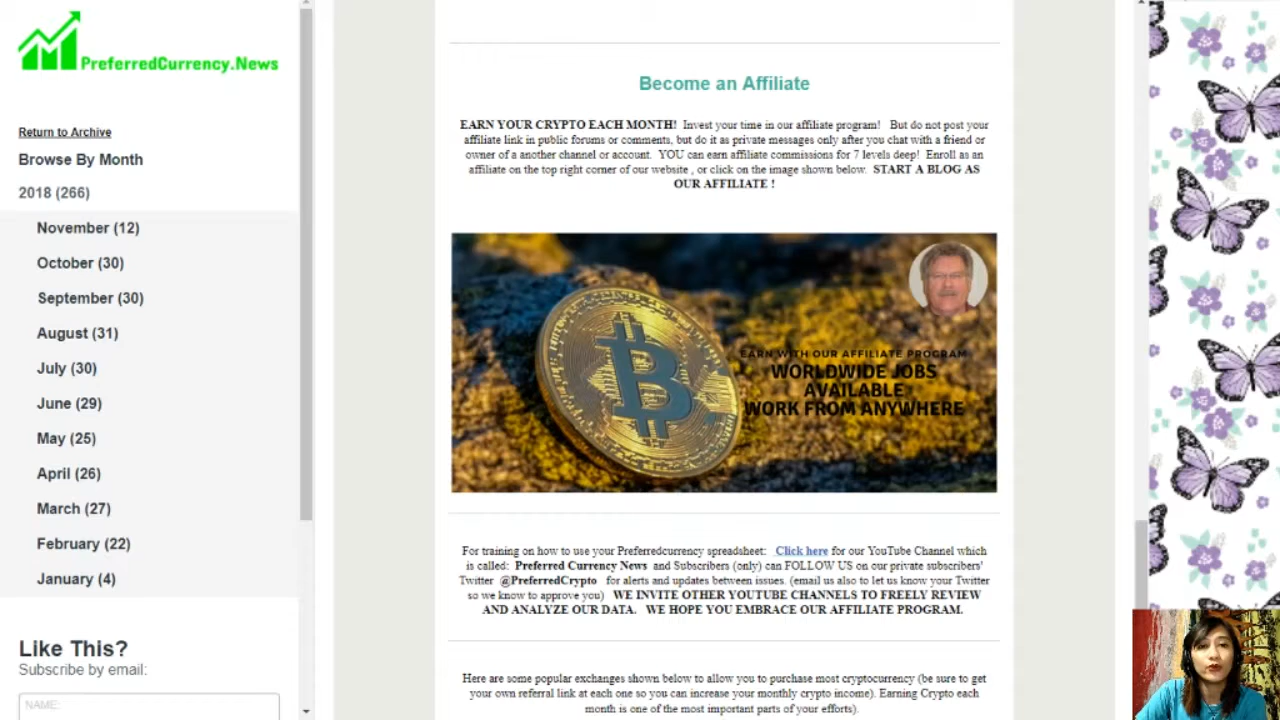 PreferredCurrency.News
Return to Archive
Browse By Month
2018 (266)
November (12)
October (30)
September (30)
August (31)
July (30)
June (29)
May (25)
April (26)
March (27)
February (22)
January (4)
Like This?
Subscribe by email:
NAME:
Become an Affiliate
EARN YOUR CRYPTO EACH MONTH! Invest your time in our affiliate program! But do not post your
affiliate link in public forums or comments, but do it as private messages only after you chat with a friend or
owner of a another channel or account. YOU can earn affiliate commissions for 7 levels deep! Enroll as an
affiliate on the top right corner of our website , or click on the image shown below. START A BLOG AS
OUR AFFILIATE !
EARN WITH OUR AFFILIATE PROGRAM
WORLDWIDE JOBS
AVAILABLE
WORK FROM ANYWHERE
For training on how to use your Preferredcurrency spreadsheet: Click here for our YouTube Channel which
is called: Preferred Currency News and Subscribers (only) can FOLLOW US on our private subscribers'
Twitter @PreferredCrypto for alerts and updates between issues. (email us also to let us know your Twitter
so we know to approve you) WE INVITE OTHER YOUTUBE CHANNELS TO FREELY REVIEW
AND ANALYZE OUR DATA. WE HOPE YOU EMBRACE OUR AFFILIATE PROGRAM.
Here are some popular exchanges shown below to allow you to purchase most cryptocurrency (be sure to get
your own referral link at each one so you can increase your monthly crypto income). Earning Crypto each
month is one of the most important parts of your efforts).